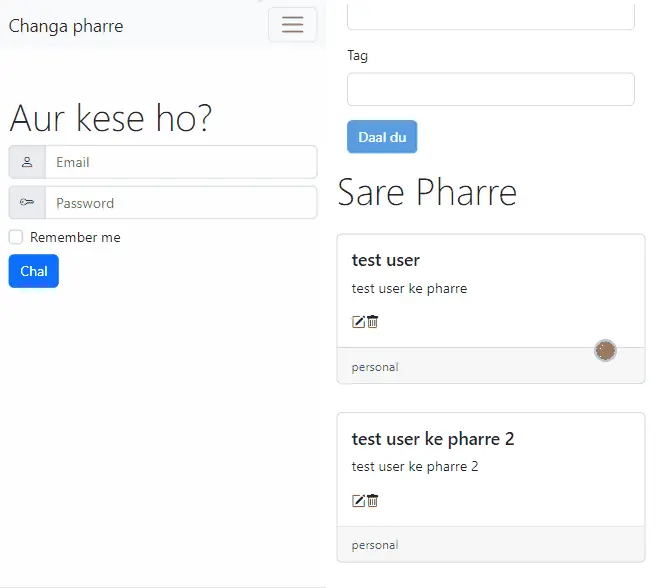 Changa pharre
Aur kese ho?
Email
Password
Remember me
Chal
Tag
Daal du
Sare Pharre
test user
test user ke pharre
personal
test user ke pharre 2
test user ke pharre 2
personal